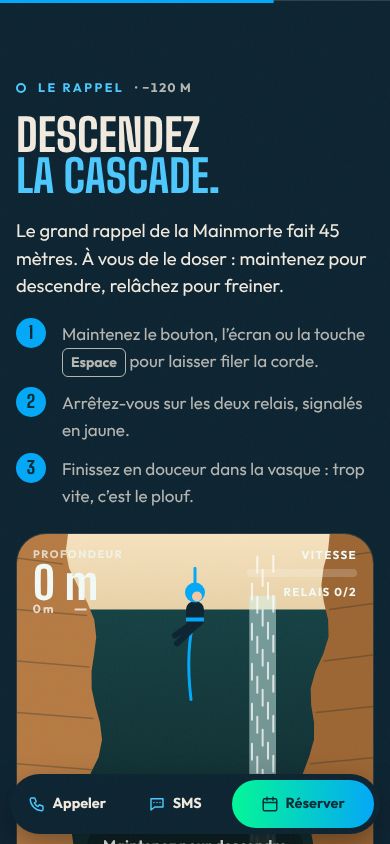 LE RAPPEL · −120 M
DESCENDEZ
LA CASCADE.
Le grand rappel de la Mainmorte fait 45
mètres. À vous de le doser : maintenez pour
descendre, relâchez pour freiner.
1 Maintenez le bouton, l’écran ou la touche
Espace pour laisser filer la corde.
2 Arrêtez-vous sur les deux relais, signalés
en jaune.
3 Finissez en douceur dans la vasque : trop
vite, c’est le plouf.
PROFONDEUR
0 m
0 m
VITESSE
RELAIS 0/2
Appeler SMS Réserver